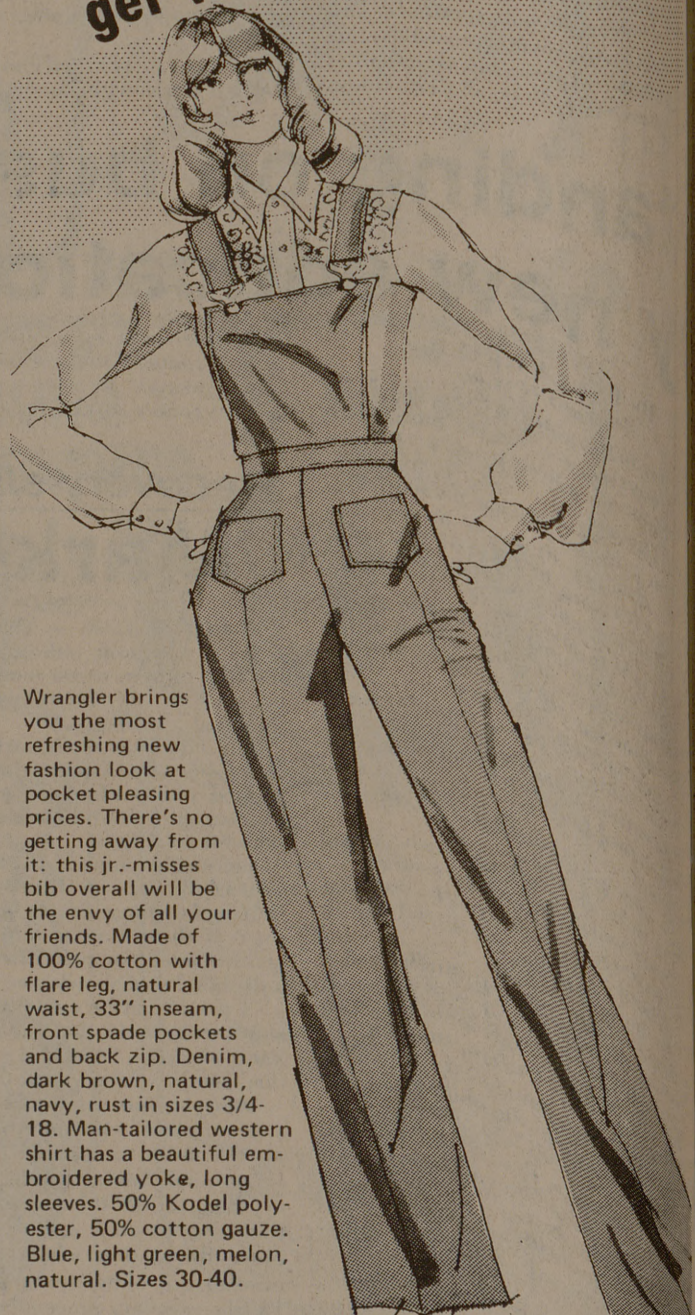 get
Wrangler brings
you the most
refreshing new
fashion look at
pocket pleasing
prices. There's no
getting away from
it: this jr.-misses
bib overall will be
the envy of all your
friends. Made of
100% cotton with
flare leg, natural
waist, 33" inseam,
front spade pockets
and back zip. Denim,
dark brown, natural,
navy, rust in sizes 3/4-
18. Man-tailored western
shirt has a beautiful em-
broidered yoke, long
sleeves. 50% Kodel poly-
ester, 50% cotton gauze.
Blue, light green, melon,
natural. Sizes 30-40.